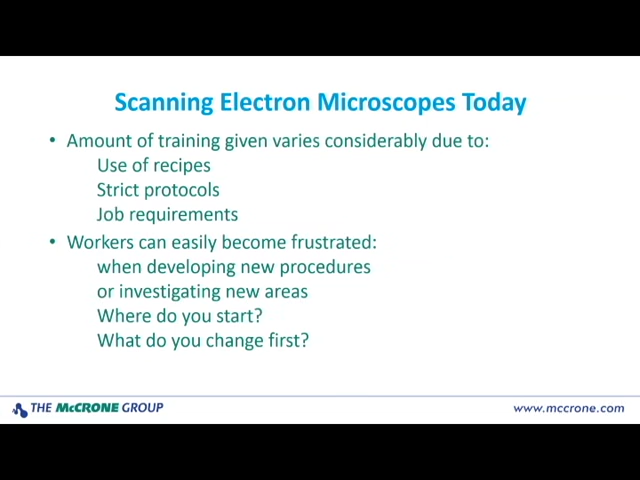 Scanning Electron Microscopes Today
• Amount of training given varies considerably due to:
Use of recipes
Strict protocols
Job requirements
• Workers can easily become frustrated:
when developing new procedures
or investigating new areas
Where do you start?
What do you change first?
THE McCRONE GROUP
www.mccrone.com